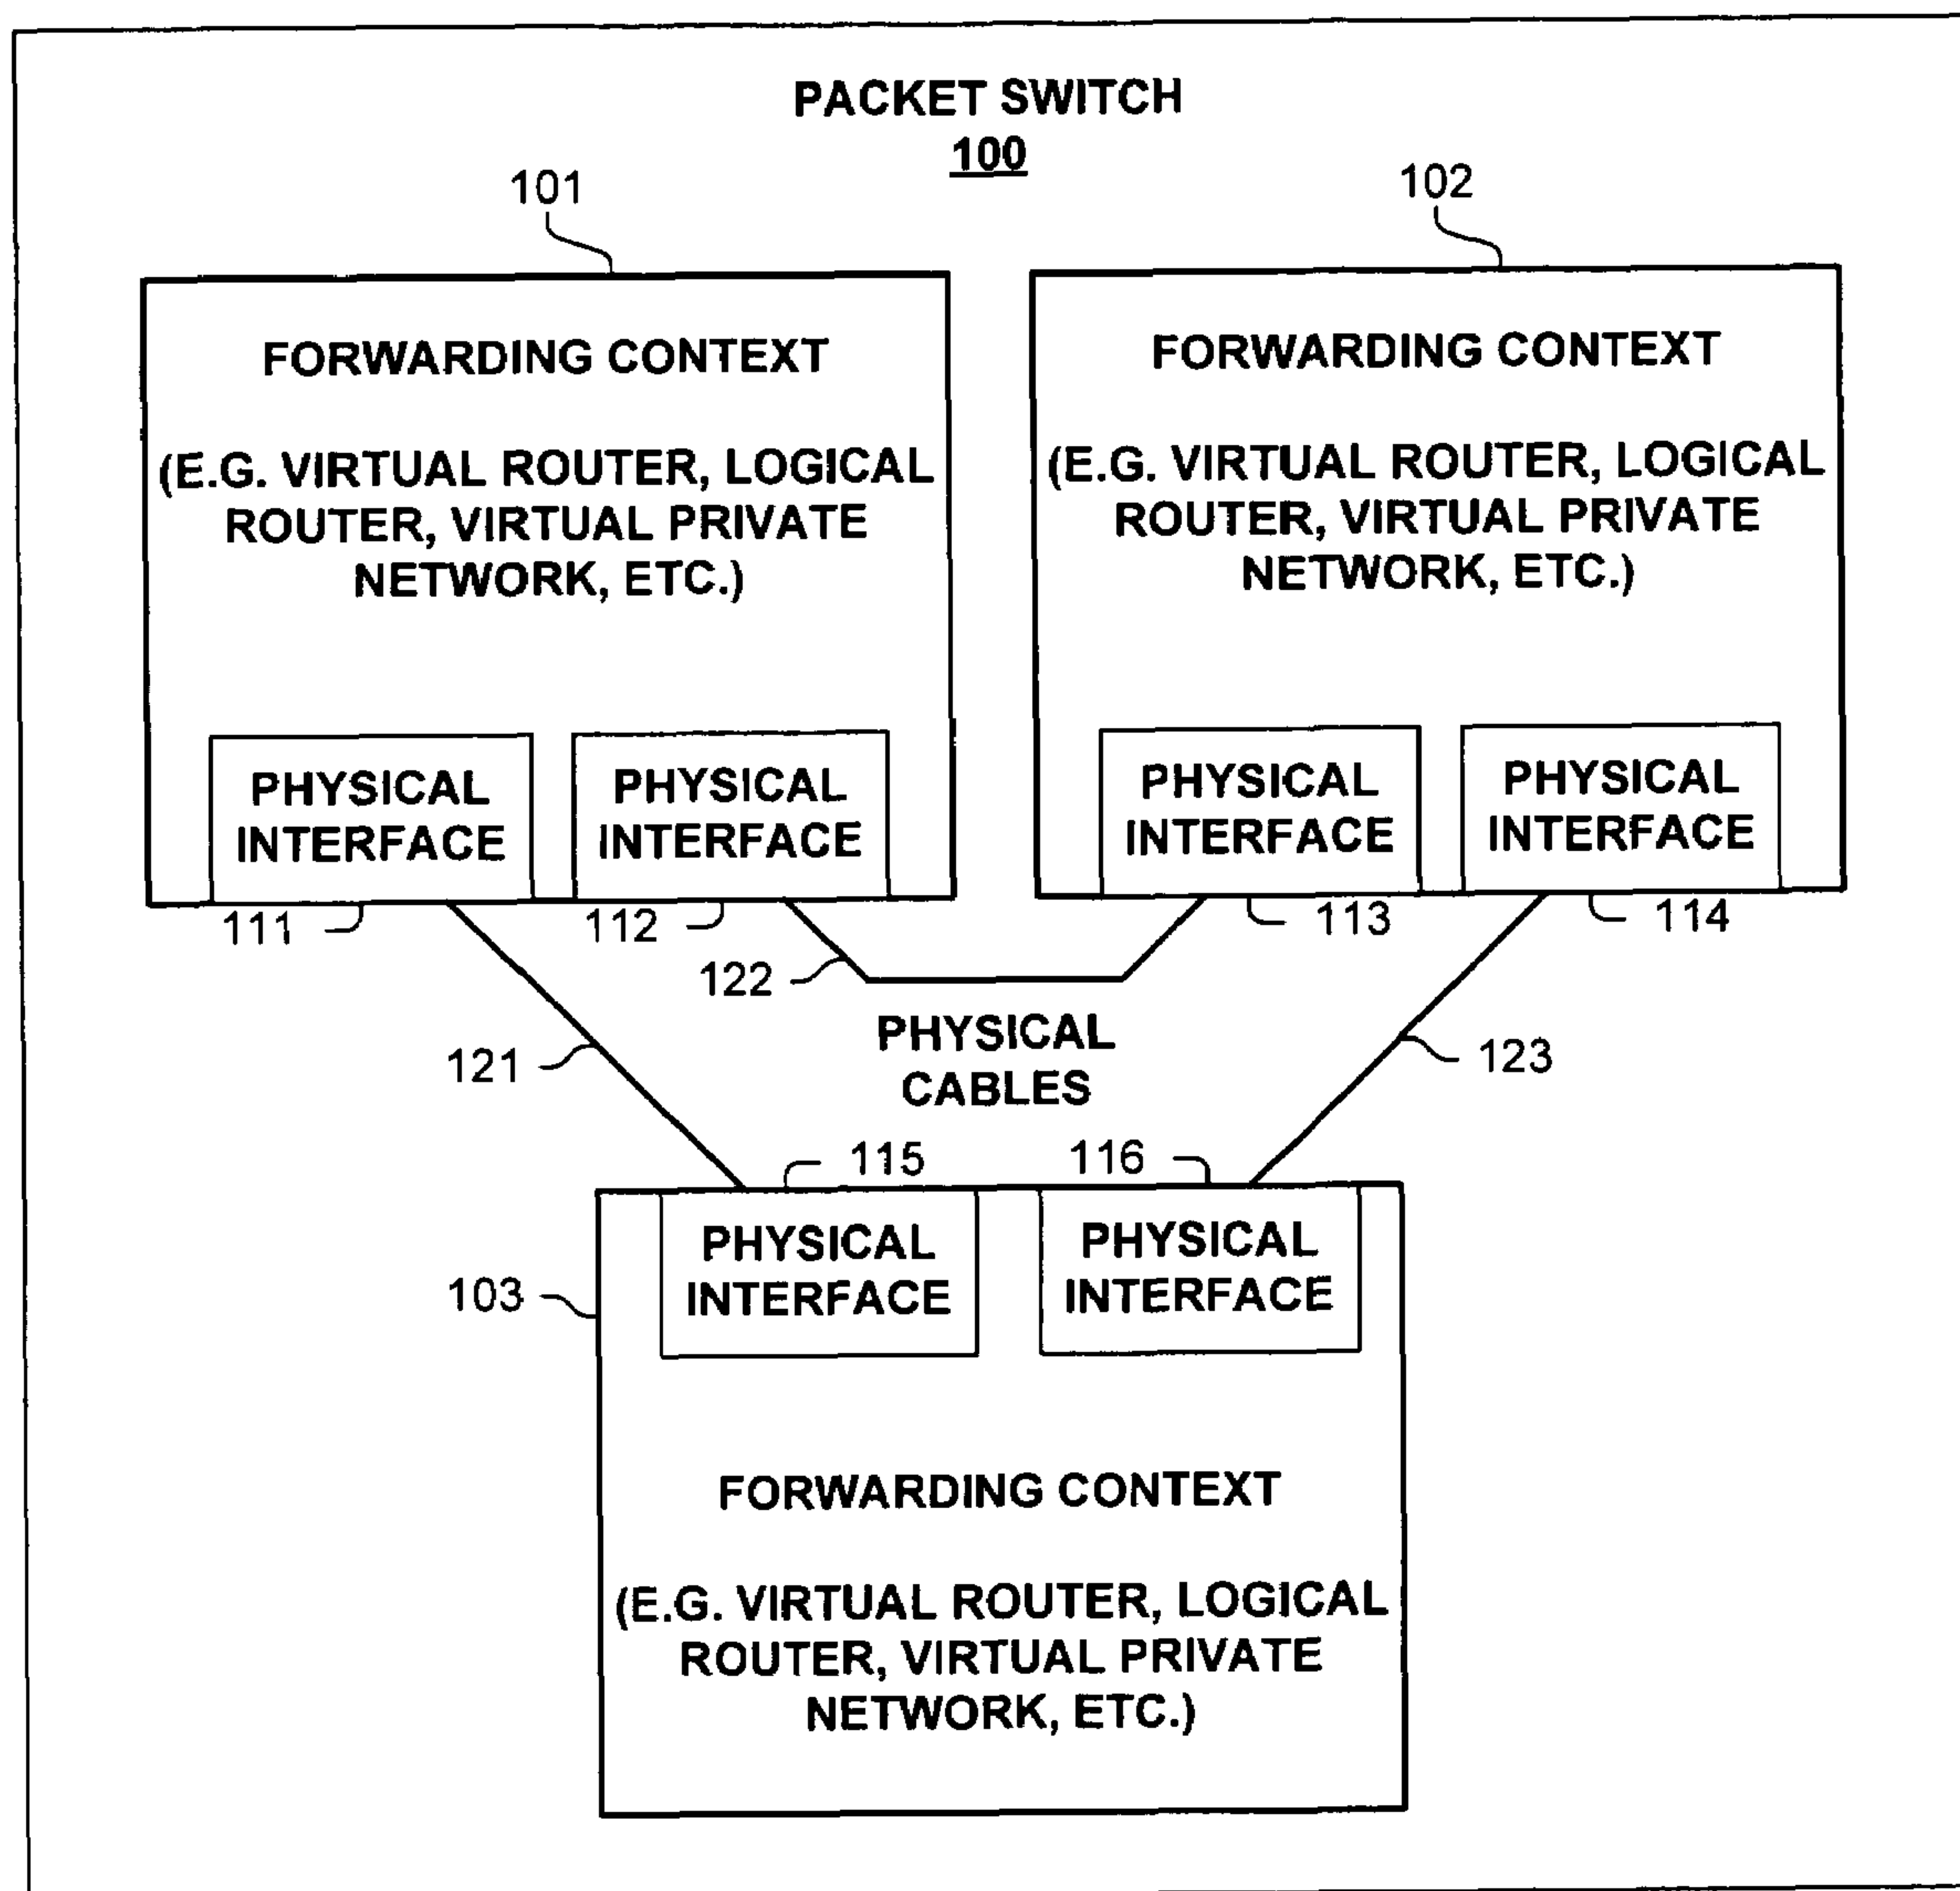 PACKET SWITCH
100
101
102
FORWARDING CONTEXT
(E.G. VIRTUAL ROUTER, LOGICAL
ROUTER, VIRTUAL PRIVATE
NETWORK, ETC.)
FORWARDING CONTEXT
(E.G. VIRTUAL ROUTER, LOGICAL
ROUTER, VIRTUAL PRIVATE
NETWORK, ETC.)
PHYSICAL
INTERFACE
PHYSICAL
INTERFACE
PHYSICAL
INTERFACE
PHYSICAL
INTERFACE
111
112
113
114
122
121
PHYSICAL
CABLES
123
115
116
PHYSICAL
INTERFACE
PHYSICAL
INTERFACE
103
FORWARDING CONTEXT
(E.G. VIRTUAL ROUTER, LOGICAL
ROUTER, VIRTUAL PRIVATE
NETWORK, ETC.)